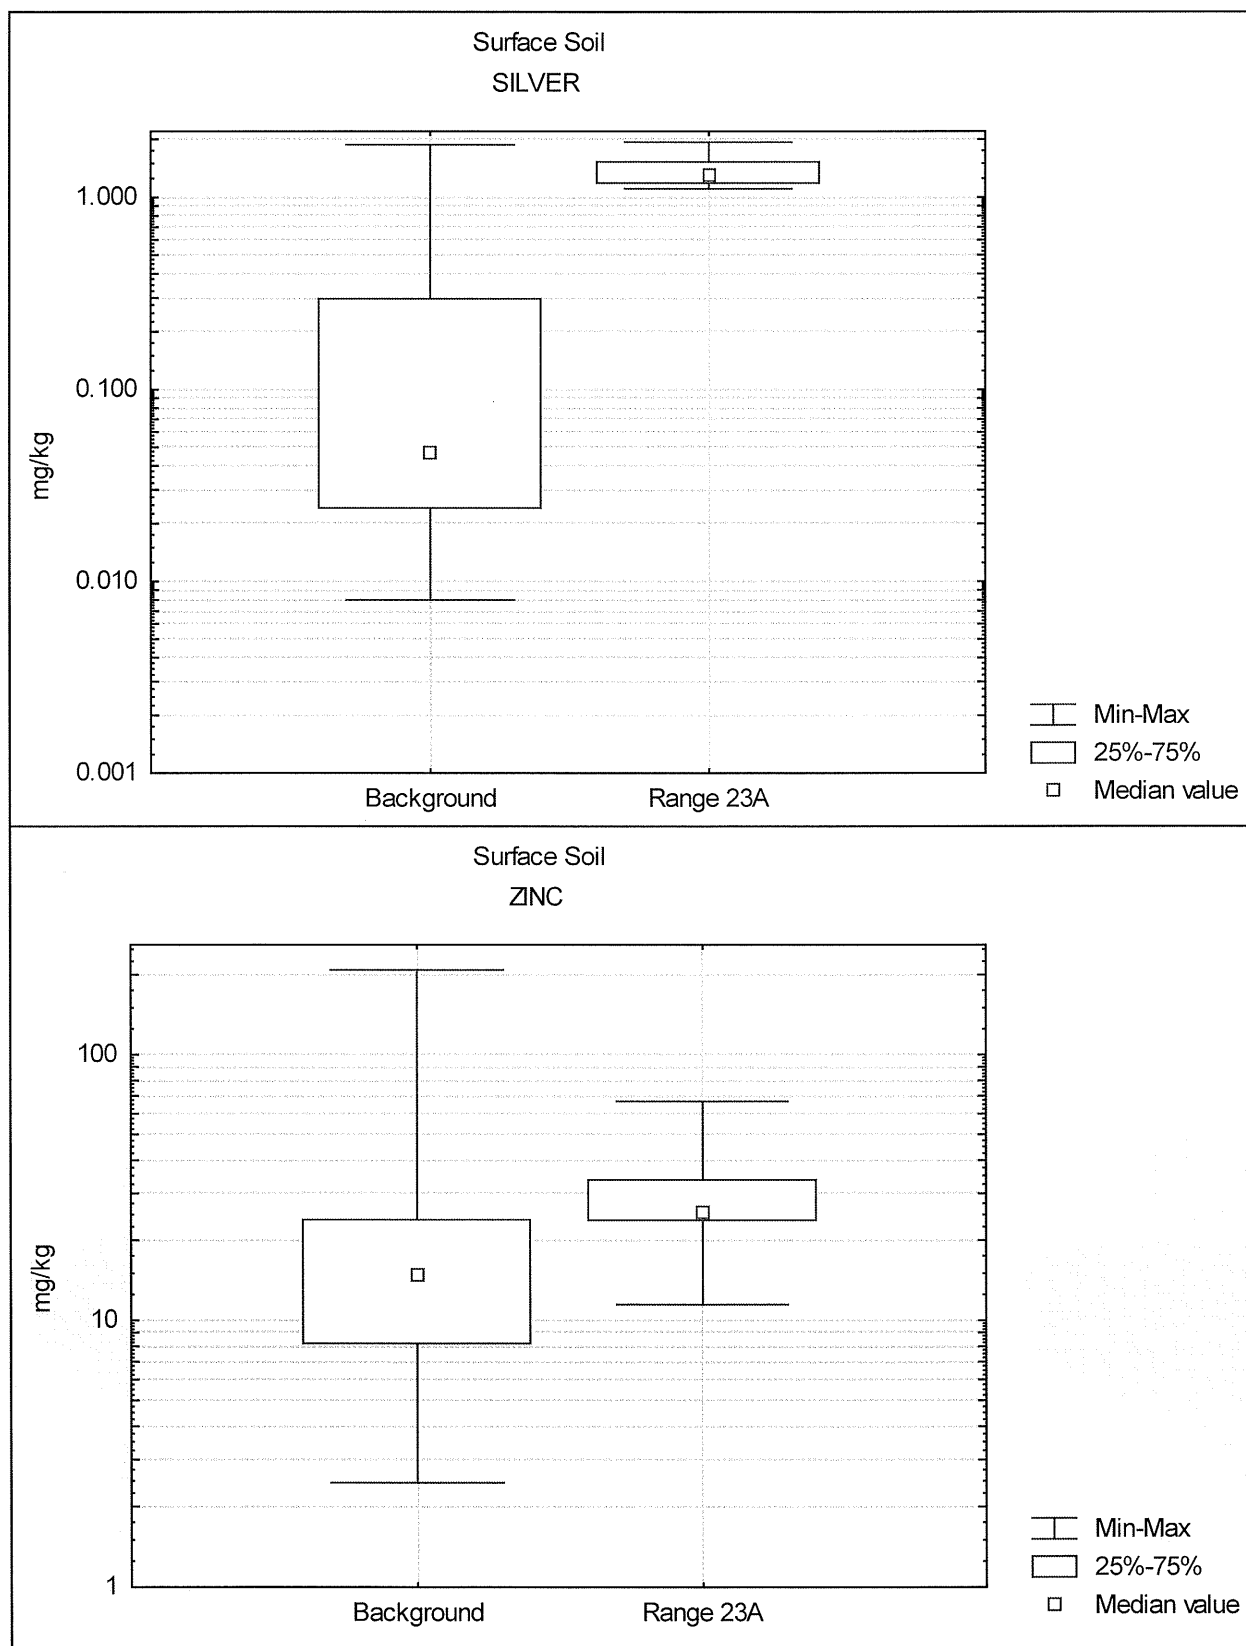 Surface Soil
SILVER
mg/kg
1.000
0.100
0.010
0.001
Background
Range 23A
Min-Max
25%-75%
Median value
Surface Soil
ZINC
mg/kg
100
10
1
Background
Range 23A
Min-Max
25%-75%
Median value